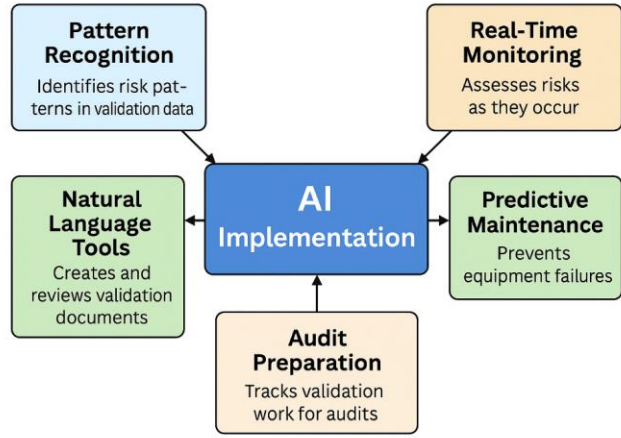 Pattern
Recognition
Identifies risk pat-
terns in validation data
Real-Time
Monitoring
Assesses risks
as they occur
AI
Implementation
Natural
Language
Tools
Creates and
reviews validation
documents
Predictive
Maintenance
Prevents
equipment failures
Audit
Preparation
Tracks validation
work for audits